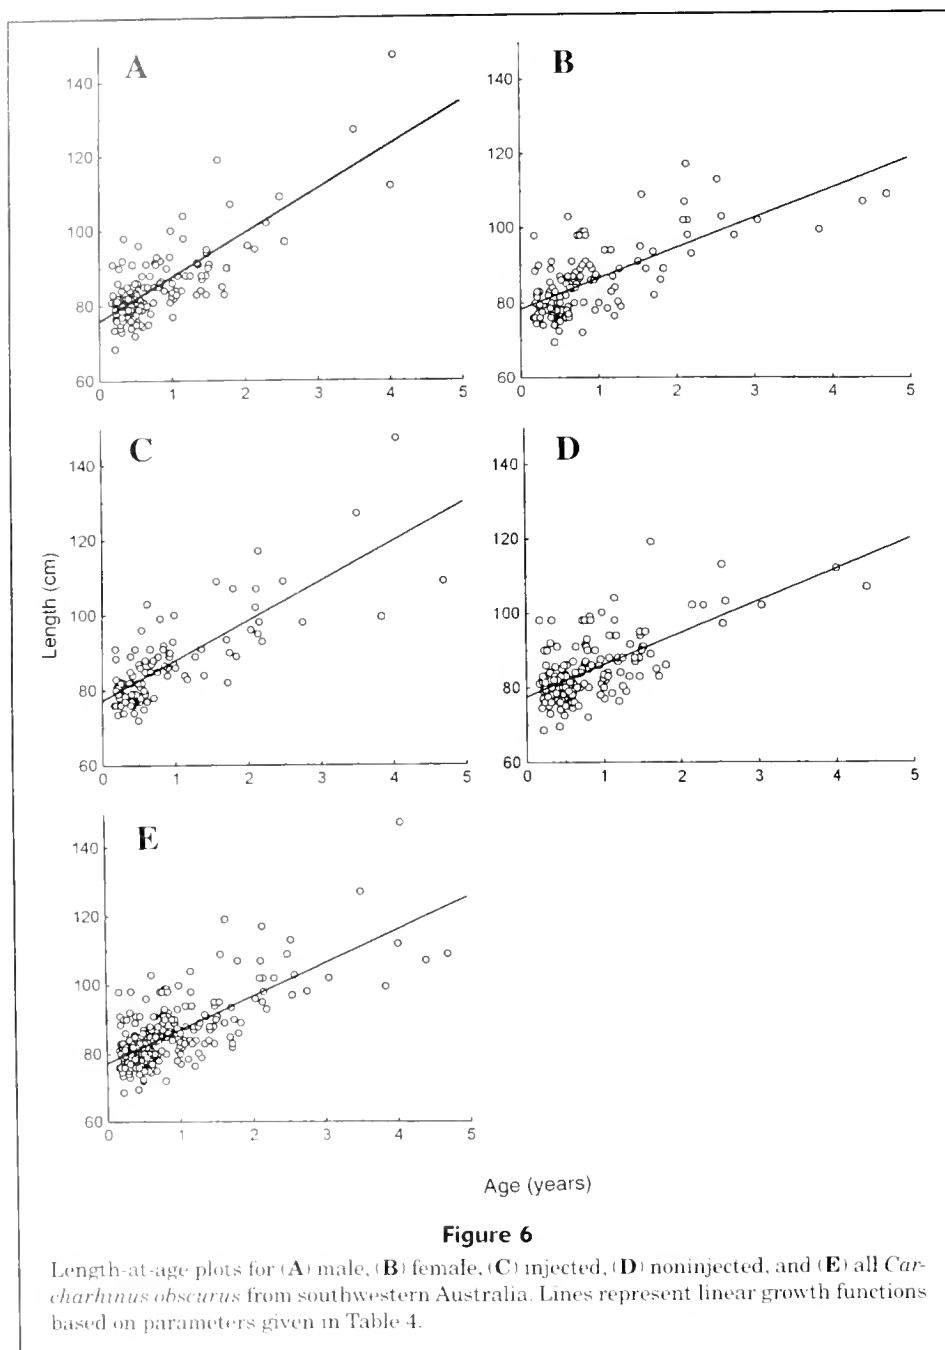 A
140
120
100
80
60
0 1 2 3 4 5
B
140
120
100
80
60
0 1 2 3 4 5
C
140
120
100
80
60
0 1 2 3 4 5
D
140
120
100
80
60
0 1 2 3 4 5
Length (cm)
E
140
120
100
80
60
0 1 2 3 4 5
Age (years)
Figure 6
Length-at-age plots for (A) male, (B) female, (C) injected, (D) noninjected, and (E) all Car-
charhinus obscurus from southwestern Australia. Lines represent linear growth functions
based on parameters given in Table 4.